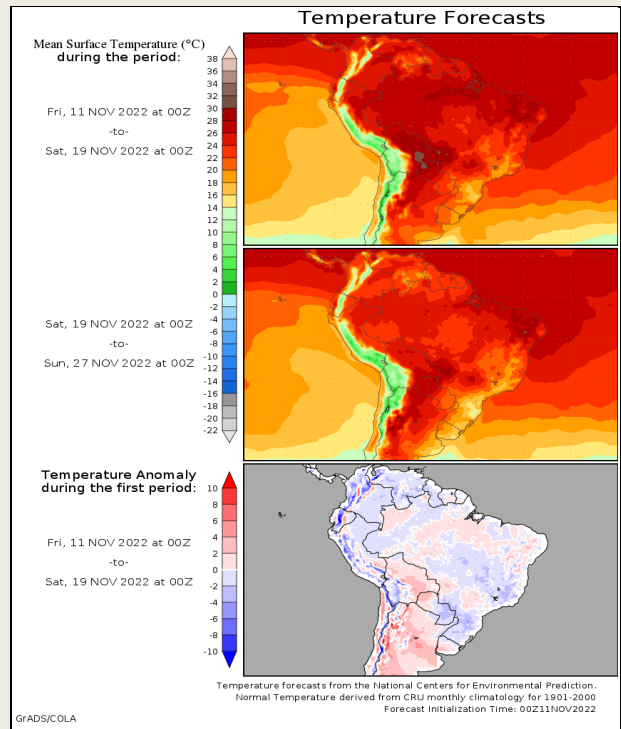 Temperature Forecasts
Mean Surface Temperature (°C)
during the period:
38
36
34
32
30
28
26
24
22
20
18
16
14
12
10
8
6
4
2
0
-2
-4
-6
-8
-10
-12
-14
-16
-18
-20
-22
Fri, 11 NOV 2022 at 00Z
-to-
Sat, 19 NOV 2022 at 00Z
Sat, 19 NOV 2022 at 00Z
-to-
Sun, 27 NOV 2022 at 00Z
Temperature Anomaly
during the first period:
10
8
6
4
2
0
-2
-4
-6
-8
-10
Fri, 11 NOV 2022 at 00Z
-to-
Sat, 19 NOV 2022 at 00Z
Temperature forecasts from the National Centers for Environmental Prediction.
Normal Temperature derived from CRU monthly climatology for 1901-2000
Forecast Initialization Time: 00Z11NOV2022
GrADS/COLA